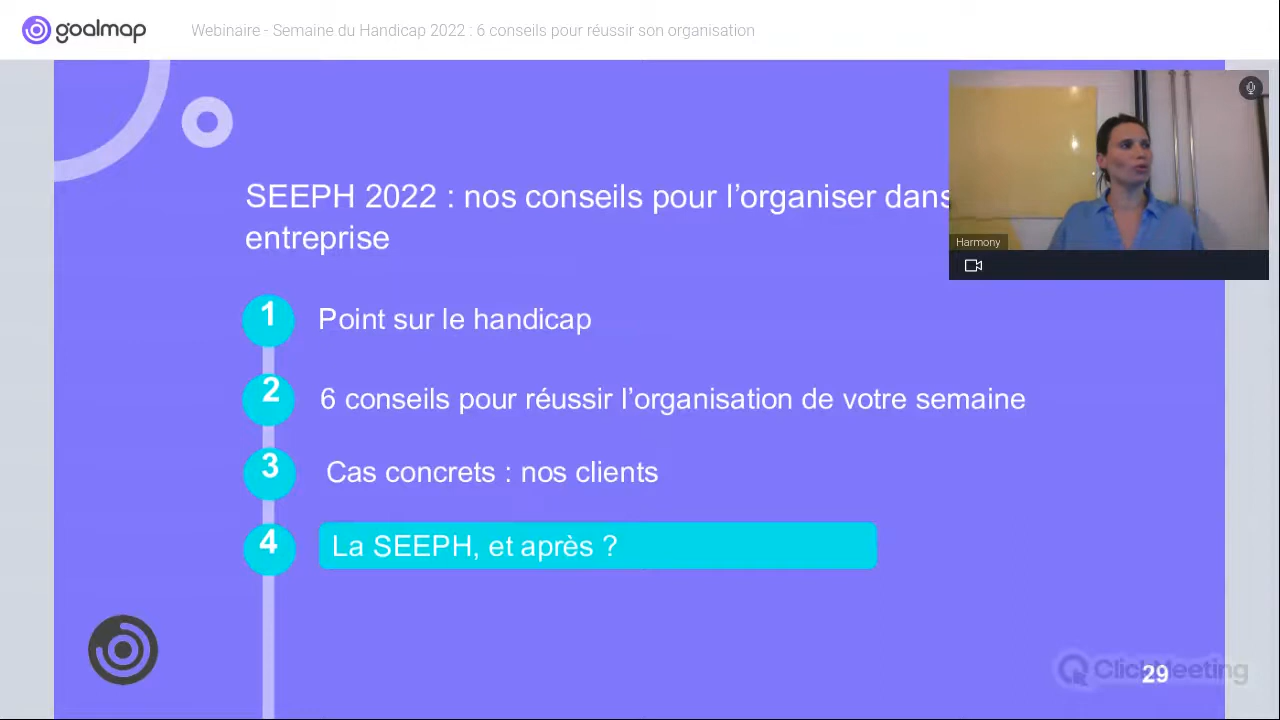 goalmap
Webinaire - Semaine du Handicap 2022 : 6 conseils pour réussir son organisation
SEEPH 2022 : nos conseils pour l’organiser dans
entreprise
Harmony
1 Point sur le handicap
2 6 conseils pour réussir l’organisation de votre semaine
3 Cas concrets : nos clients
4 La SEEPH, et après ?
ClickMeeting
29